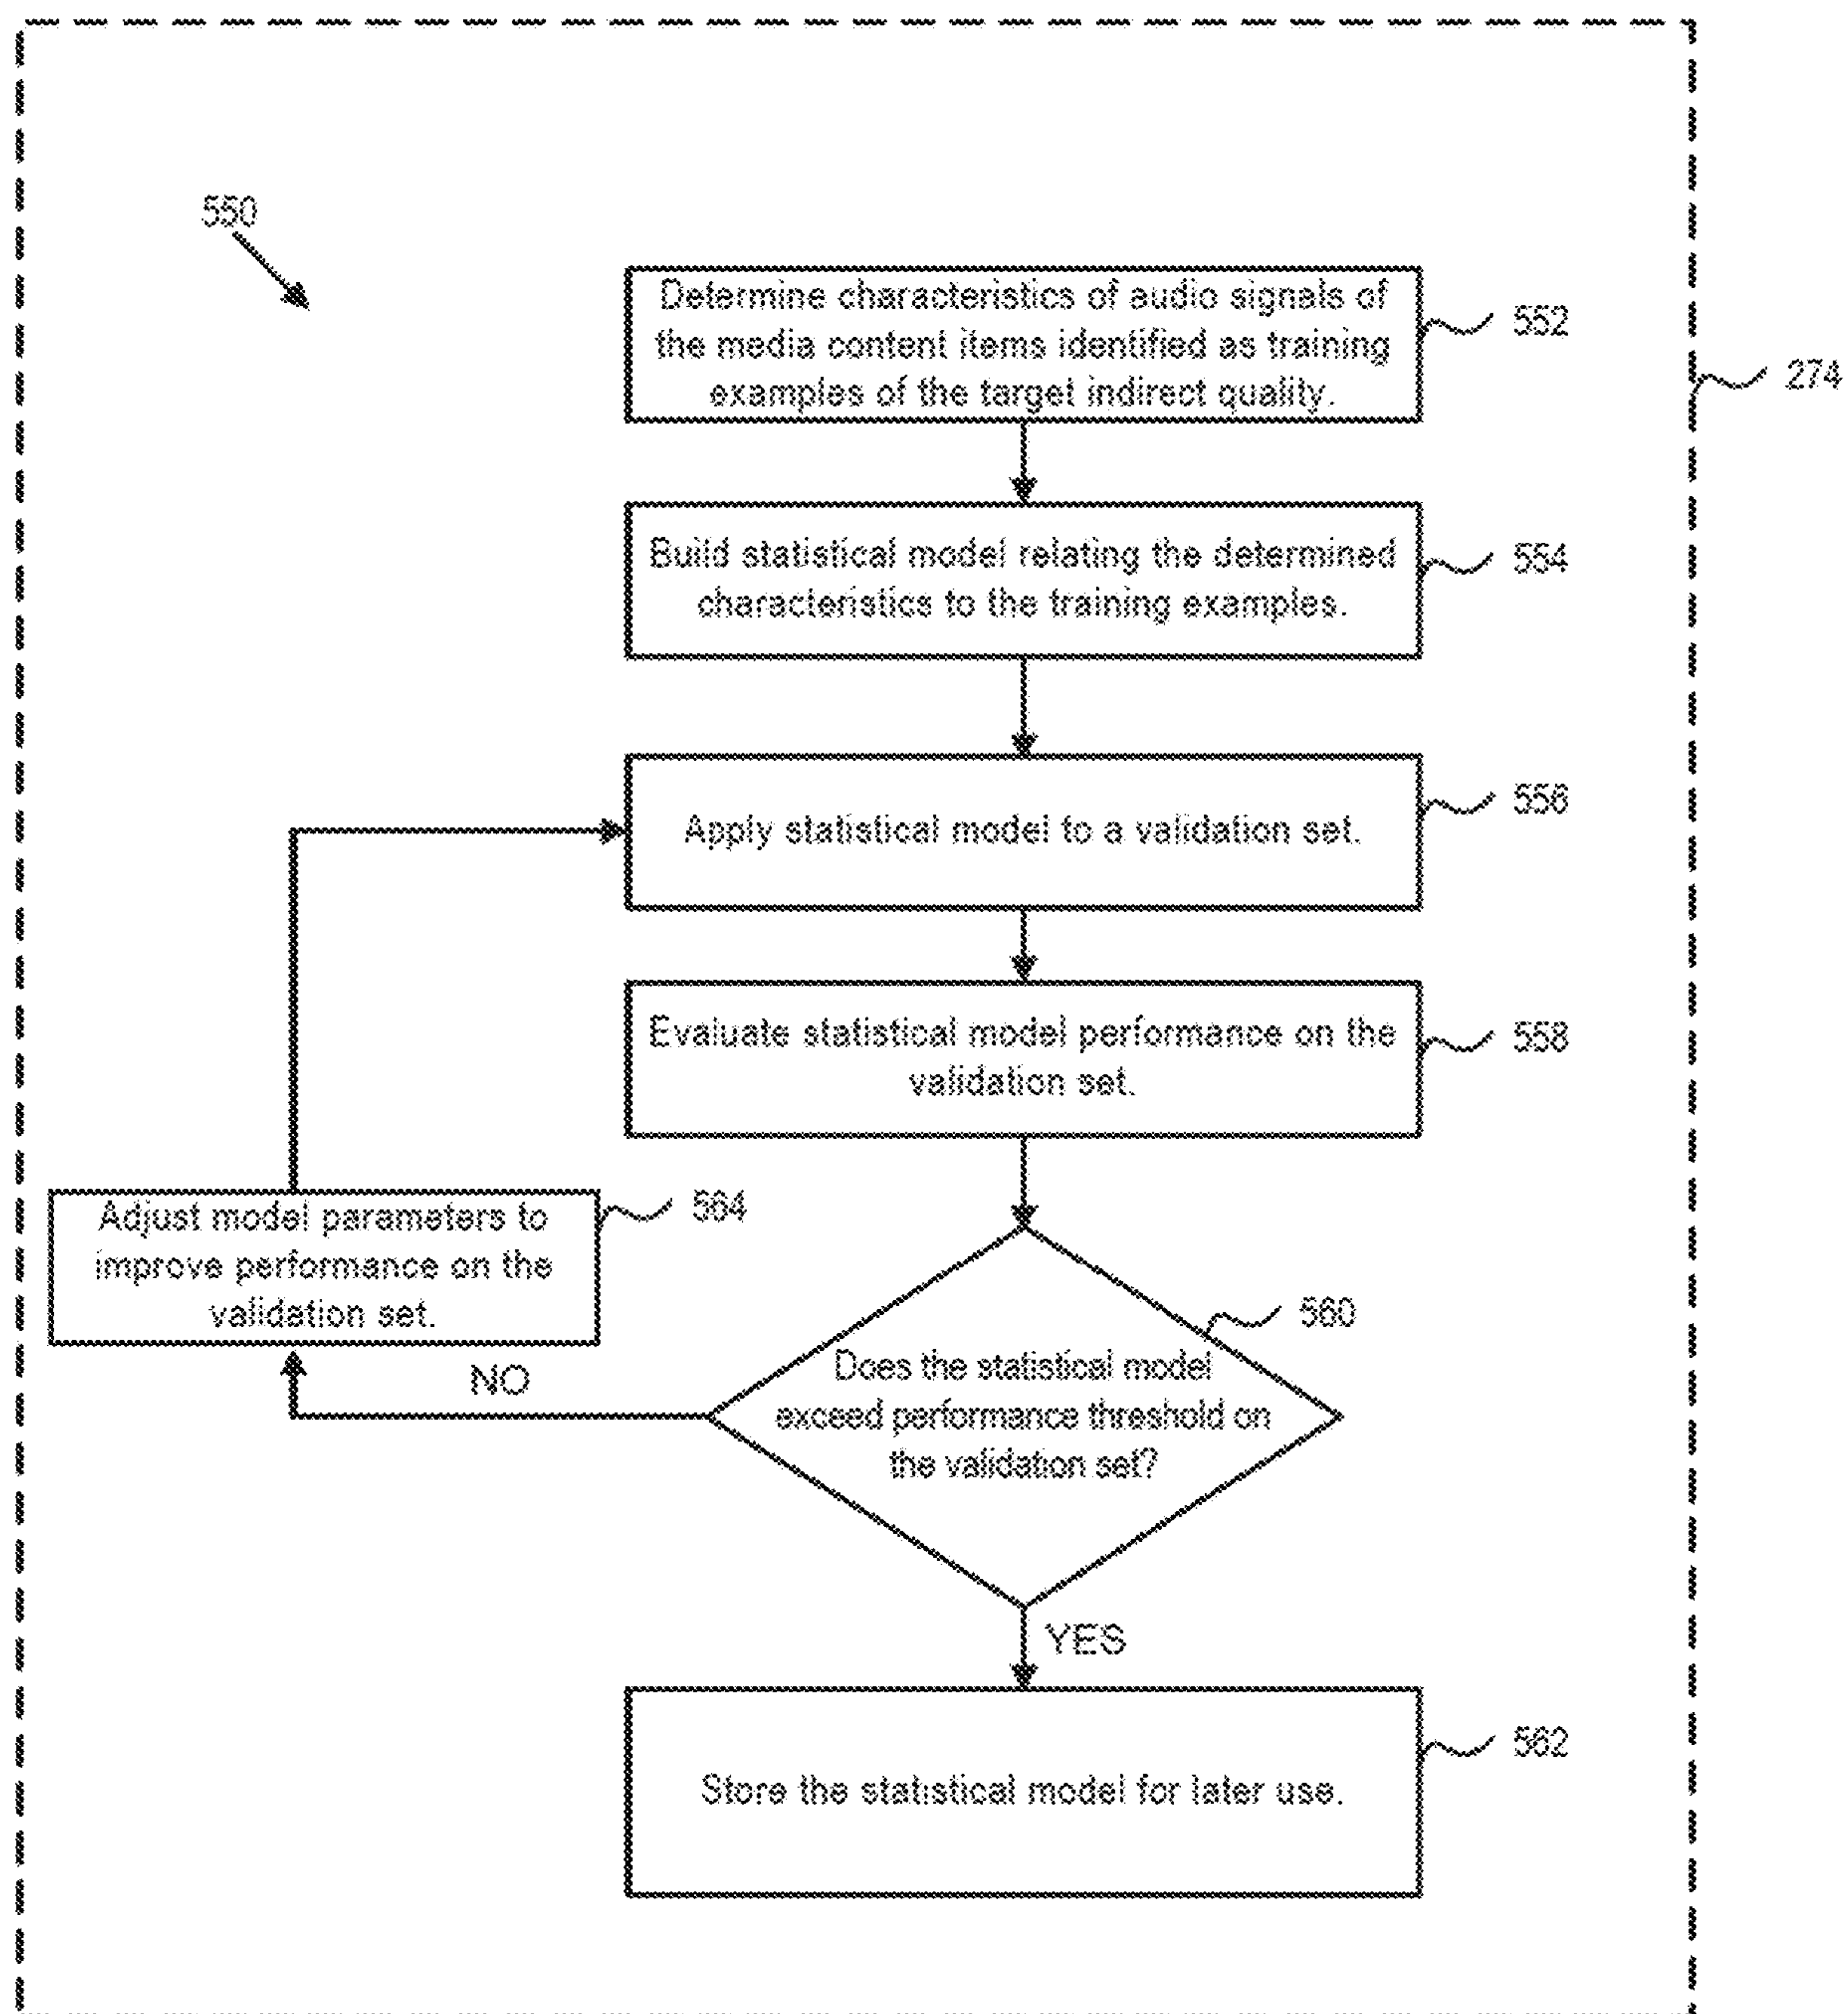 550
Determine characteristics of audio signals of
the media content items identified as training
examples of the target indirect quality.
552
274
Build statistical model relating the determined
characteristics to the training examples.
554
Apply statistical model to a validation set.
556
Evaluate statistical model performance on the
validation set.
558
Adjust model parameters to
improve performance on the
validation set.
564
560
Does the statistical model
exceed performance threshold on
the validation set?
NO
YES
Store the statistical model for later use.
562